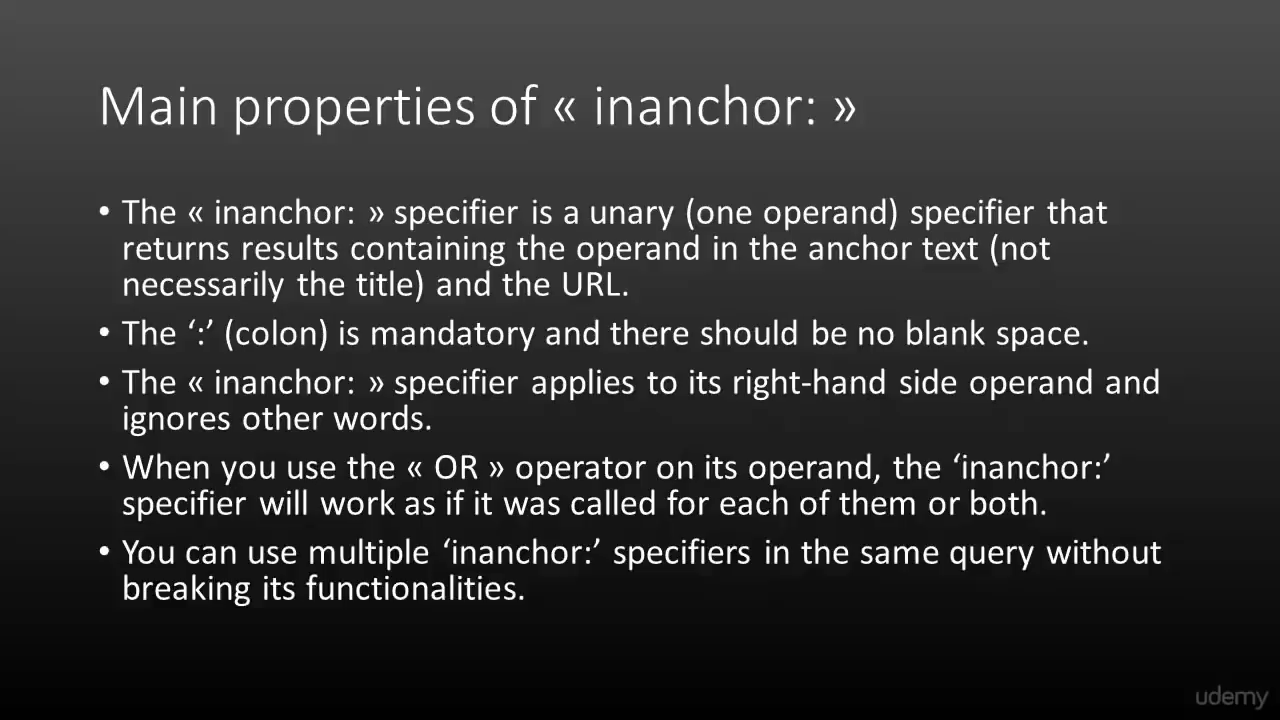 Main properties of « inanchor: »
• The « inanchor: » specifier is a unary (one operand) specifier that
returns results containing the operand in the anchor text (not
necessarily the title) and the URL.
• The ‘:’ (colon) is mandatory and there should be no blank space.
• The « inanchor: » specifier applies to its right-hand side operand and
ignores other words.
• When you use the « OR » operator on its operand, the ‘inanchor:’
specifier will work as if it was called for each of them or both.
• You can use multiple ‘inanchor:’ specifiers in the same query without
breaking its functionalities.
udemy